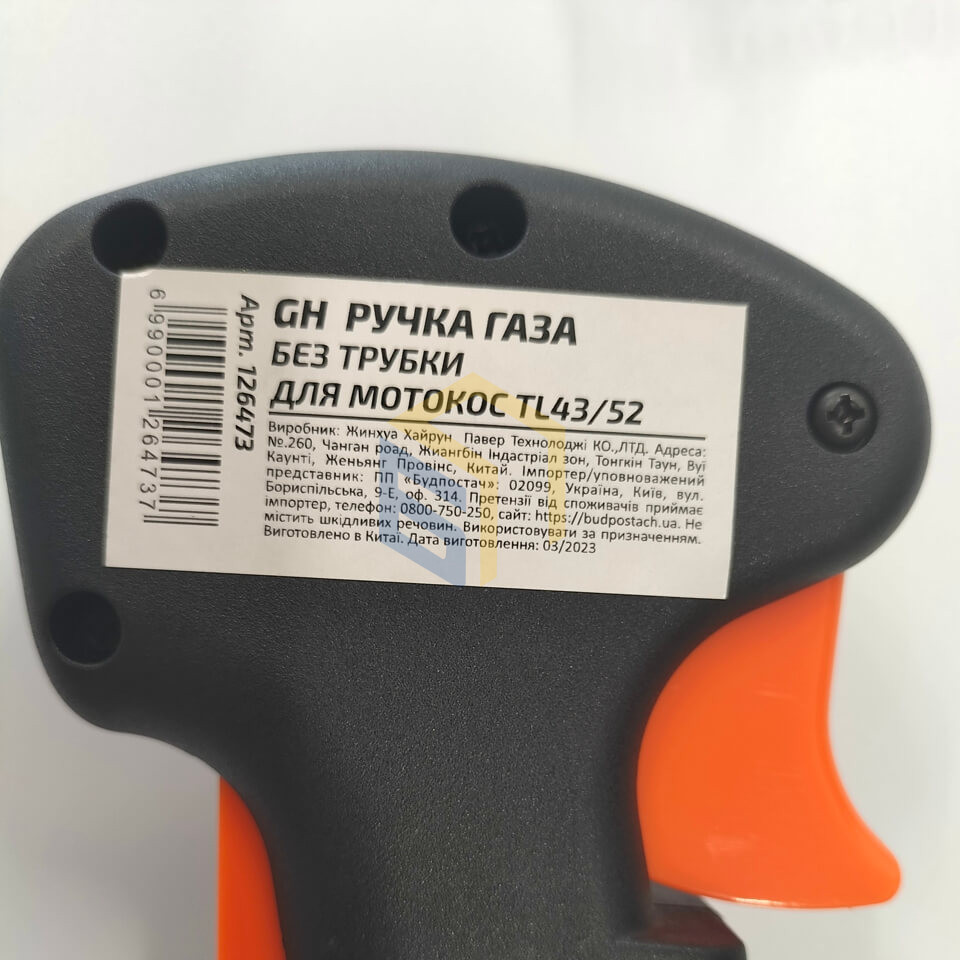 GH РУЧКА ГАЗА
БЕЗ ТРУБКИ
ДЛЯ МОТОКОС TL43/52
Виробник: Жинхуа Хайрун Павер Технолоджі КО.,ЛТД. Адреса:
№.260, Чанган роад, Жиангбін Індастріал зон, Тонгкін Таун, Вуї
Каунті, Женьянг Провінс, Китай. Імпортер/уповноважений
представник: ПП «Будпостач»: 02099, Україна, Київ, вул.
Бориспільська, 9-Е, оф. 314. Претензії від споживачів приймає
імпортер, телефон: 0800-750-250, сайт: https://budpostach.ua. Не
містить шкідливих речовин. Використовувати за призначенням.
Виготовлено в Китаї. Дата виготовлення: 03/2023
Арт. 126473
6990001264737